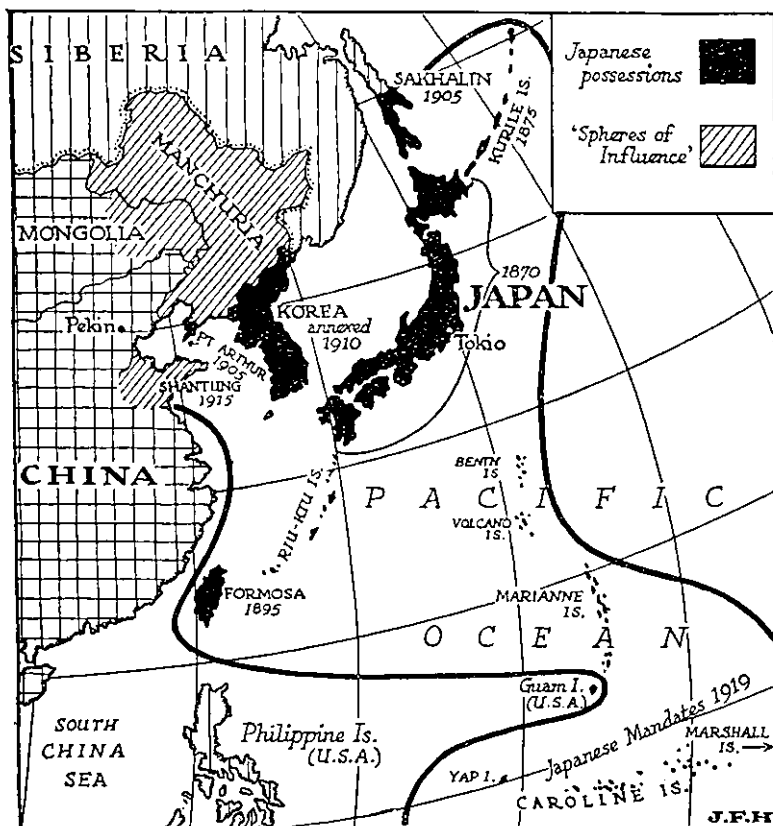 SIBERIA
Japanese
possessions
'Spheres of
Influence'
SAKHALIN
1905
KURILE IS.
1875
MANCHURIA
MONGOLIA
1870
JAPAN
KOREA
annexed
1910
Pekin
Tokio
PT. ARTHUR
1905
SHANTUNG
1915
CHINA
BENIN
IS
PACIFIC
VOLCANO
IS.
RIU-KIU IS.
FORMOSA
1895
MARIANNE
IS.
OCEAN
Guam I.
(U.S.A.)
SOUTH
CHINA
SEA
Philippine Is.
(U.S.A.)
Japanese Mandates 1919
MARSHALL
IS.
YAP I.
CAROLINE IS.
J.F.H